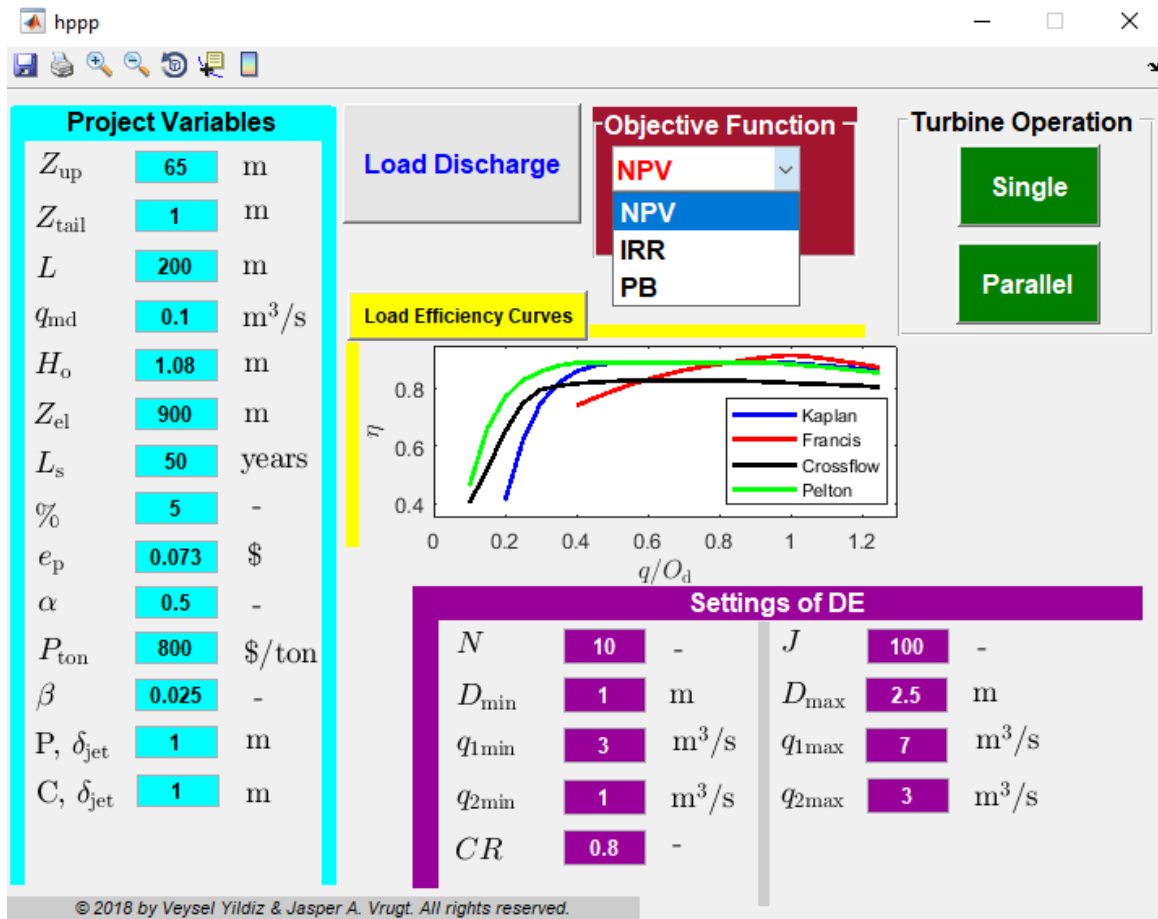 hppp
Project Variables
Z_up 65 m
Z_tail 1 m
L 200 m
q_md 0.1 m³/s
H_o 1.08 m
Z_el 900 m
L_s 50 years
% 5 -
e_p 0.073 $
α 0.5 -
P_ton 800 $/ton
β 0.025 -
P, δ_jet 1 m
C, δ_jet 1 m
Load Discharge
Objective Function
NPV
NPV
IRR
PB
Turbine Operation
Single
Parallel
Load Efficiency Curves
0.8
0.6
0.4
η
Kaplan
Francis
Crossflow
Pelton
0 0.2 0.4 0.6 0.8 1 1.2
q/O_d
Settings of DE
N 10 - J 100 -
D_min 1 m D_max 2.5 m
q_1min 3 m³/s q_1max 7 m³/s
q_2min 1 m³/s q_2max 3 m³/s
CR 0.8 -
© 2018 by Veysel Yildiz & Jasper A. Vrugt. All rights reserved.